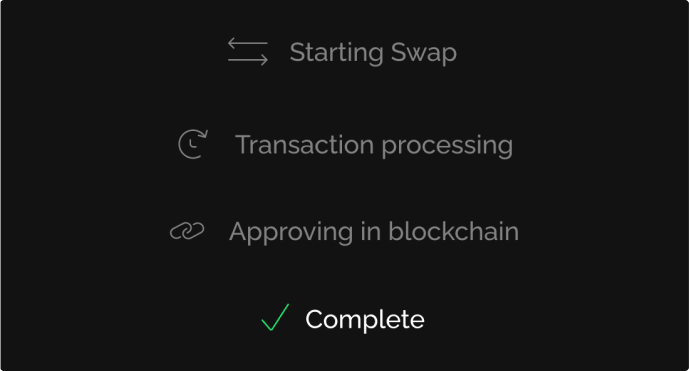 Starting Swap
Transaction processing
Approving in blockchain
Complete